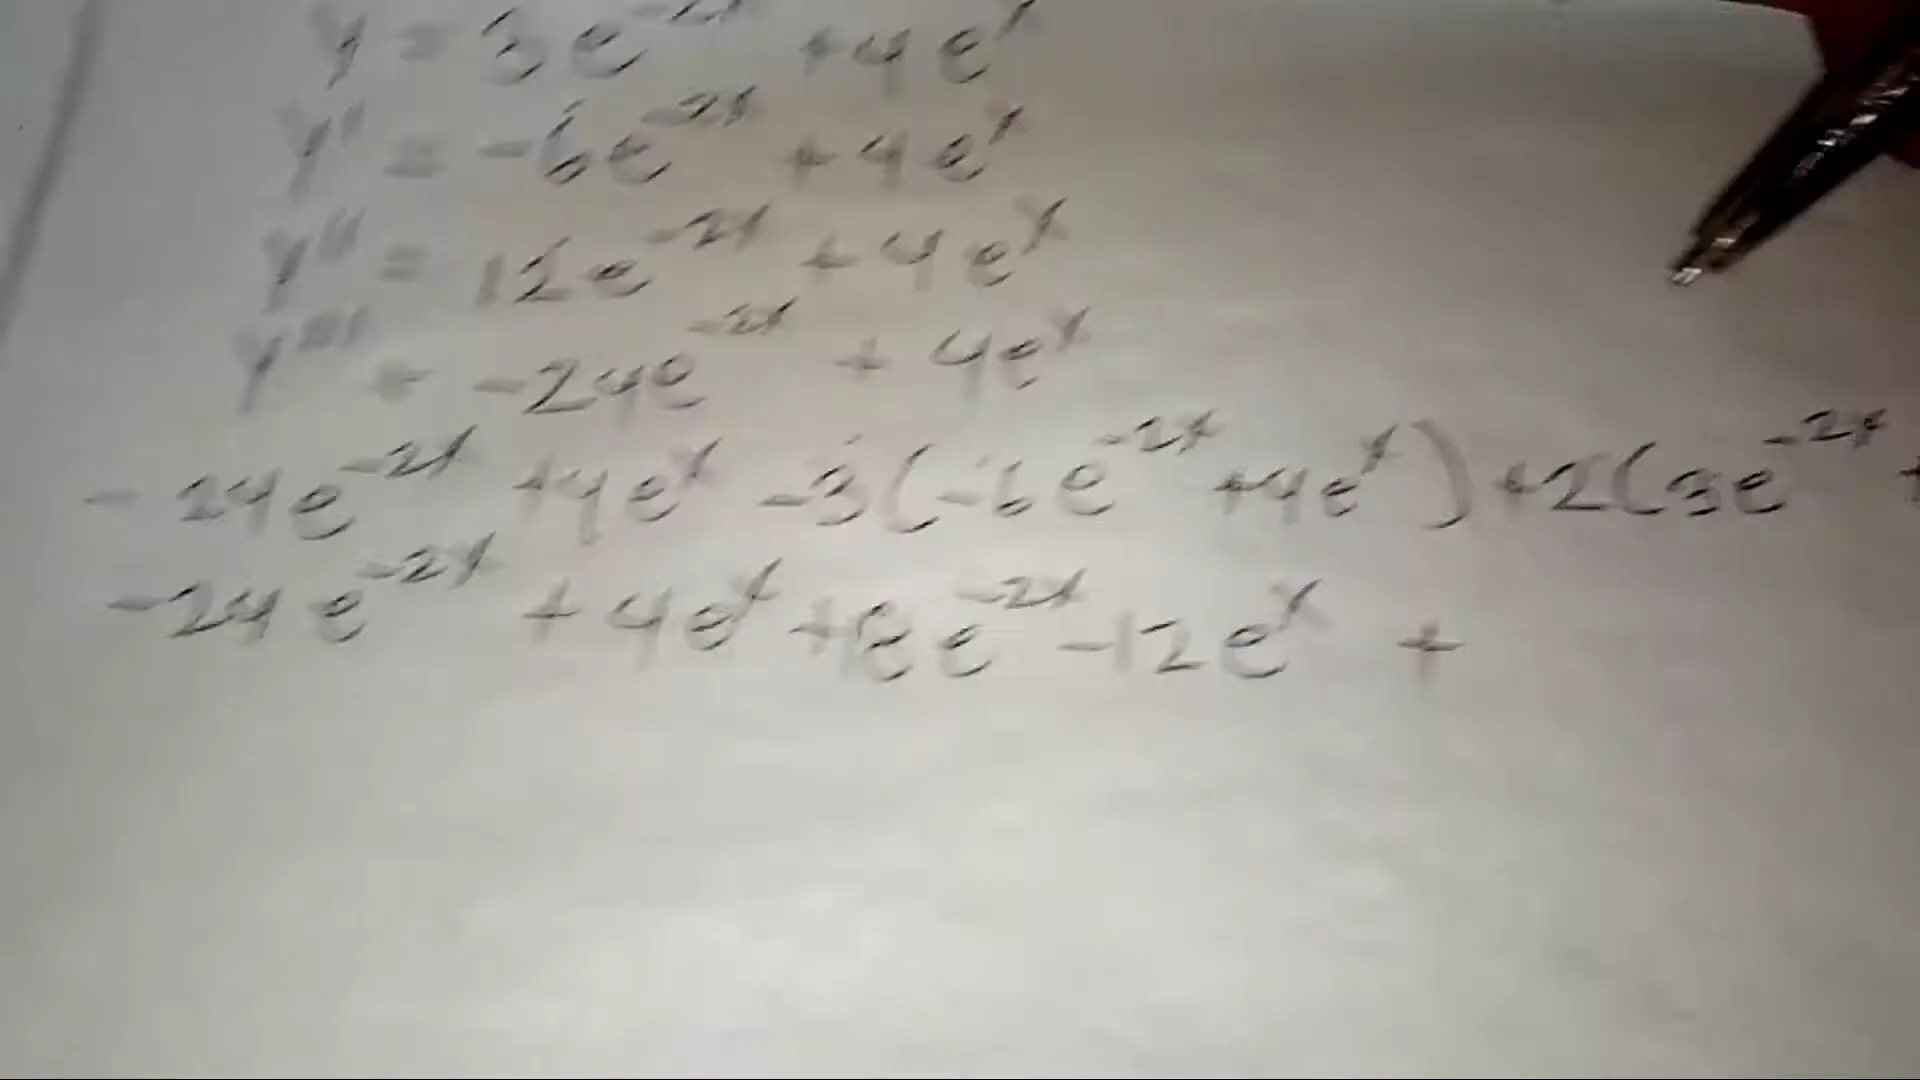 y = 3e^-2x + 4e^x
y' = -6e^-2x + 4e^x
y'' = 12e^-2x + 4e^x
y''' = -24e^-2x + 4e^x
-24e^-2x + 4e^x - 3(-6e^-2x + 4e^x) + 2(3e^-2x +
-24e^-2x + 4e^x + 18e^-2x - 12e^x +